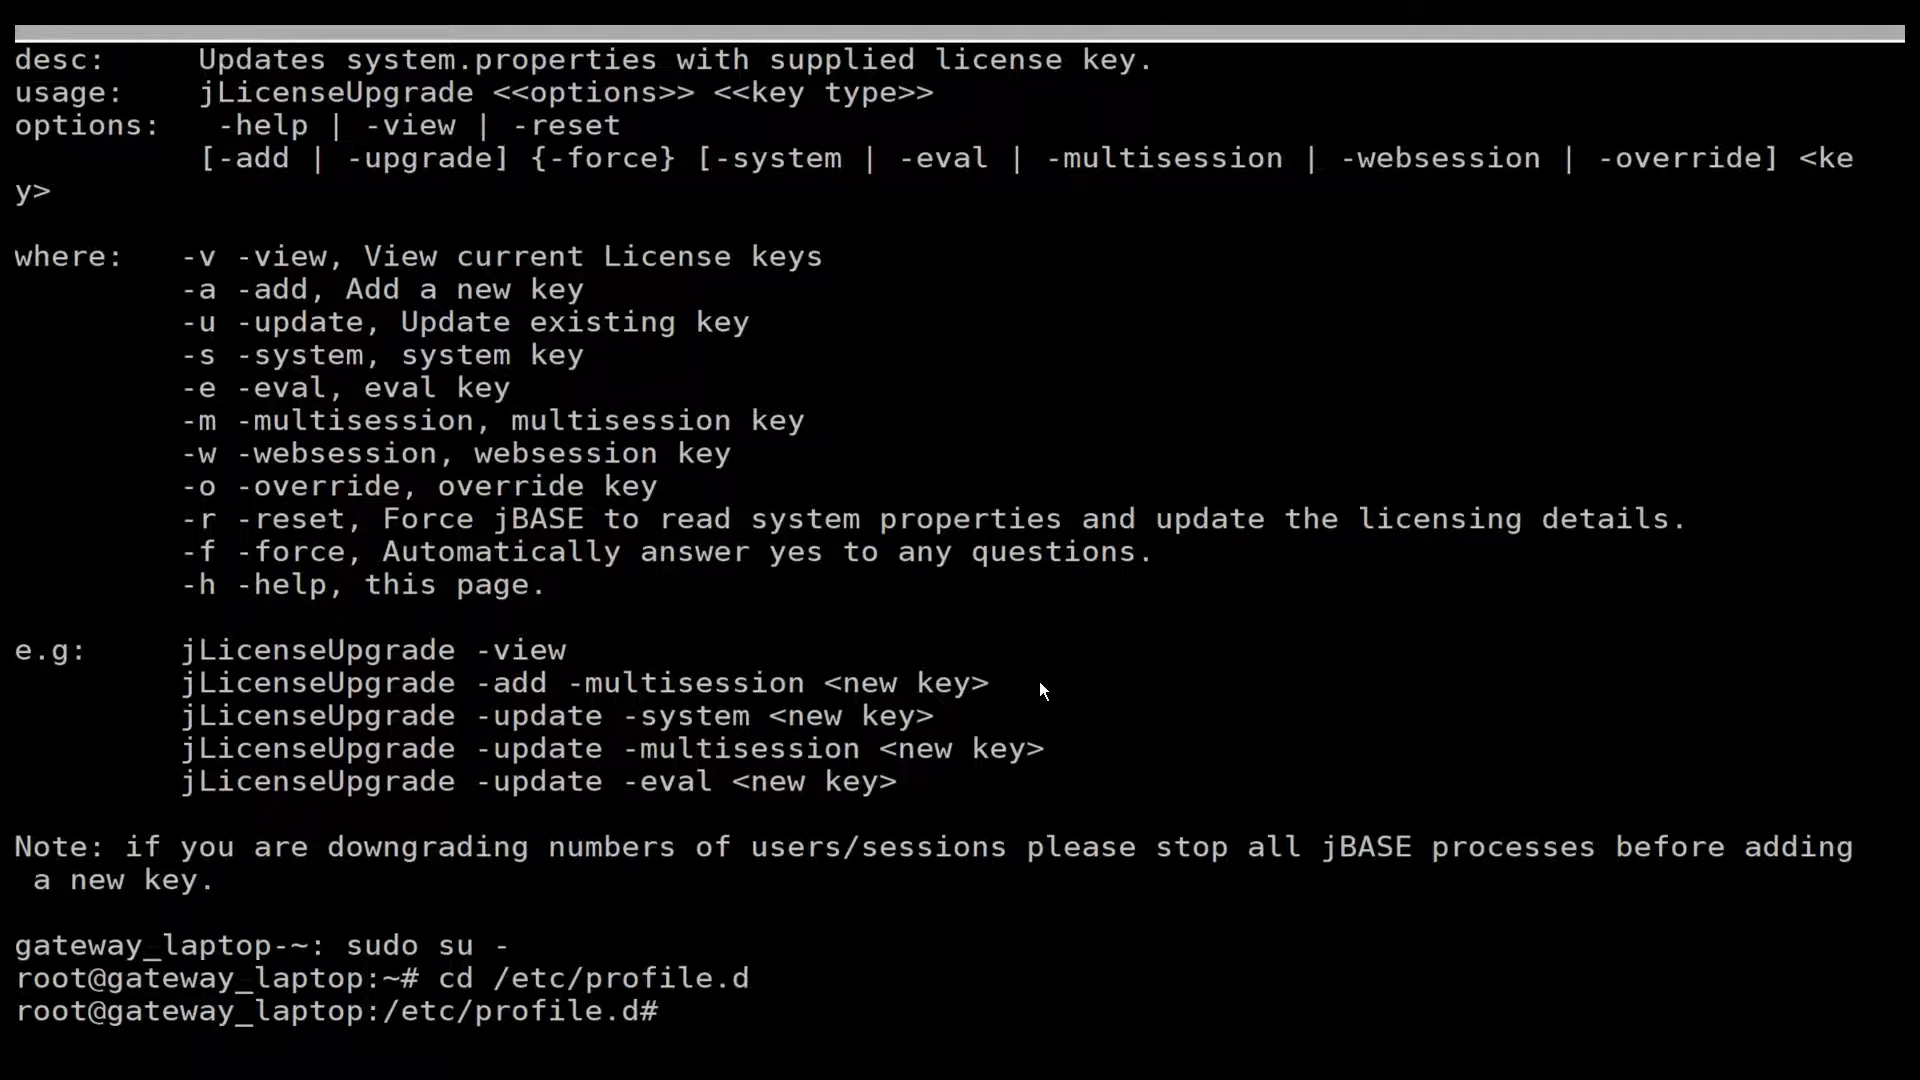 desc:     Updates system.properties with supplied license key.
usage:    jLicenseUpgrade <<options>> <<key type>>
options:   -help | -view | -reset
          [-add | -upgrade] {-force} [-system | -eval | -multisession | -websession | -override] <ke
y>
where:   -v -view, View current License keys
         -a -add, Add a new key
         -u -update, Update existing key
         -s -system, system key
         -e -eval, eval key
         -m -multisession, multisession key
         -w -websession, websession key
         -o -override, override key
         -r -reset, Force jBASE to read system properties and update the licensing details.
         -f -force, Automatically answer yes to any questions.
         -h -help, this page.
e.g:     jLicenseUpgrade -view
         jLicenseUpgrade -add -multisession <new key>
         jLicenseUpgrade -update -system <new key>
         jLicenseUpgrade -update -multisession <new key>
         jLicenseUpgrade -update -eval <new key>
Note: if you are downgrading numbers of users/sessions please stop all jBASE processes before adding
 a new key.
gateway_laptop-~: sudo su -
root@gateway_laptop:~# cd /etc/profile.d
root@gateway_laptop:/etc/profile.d#